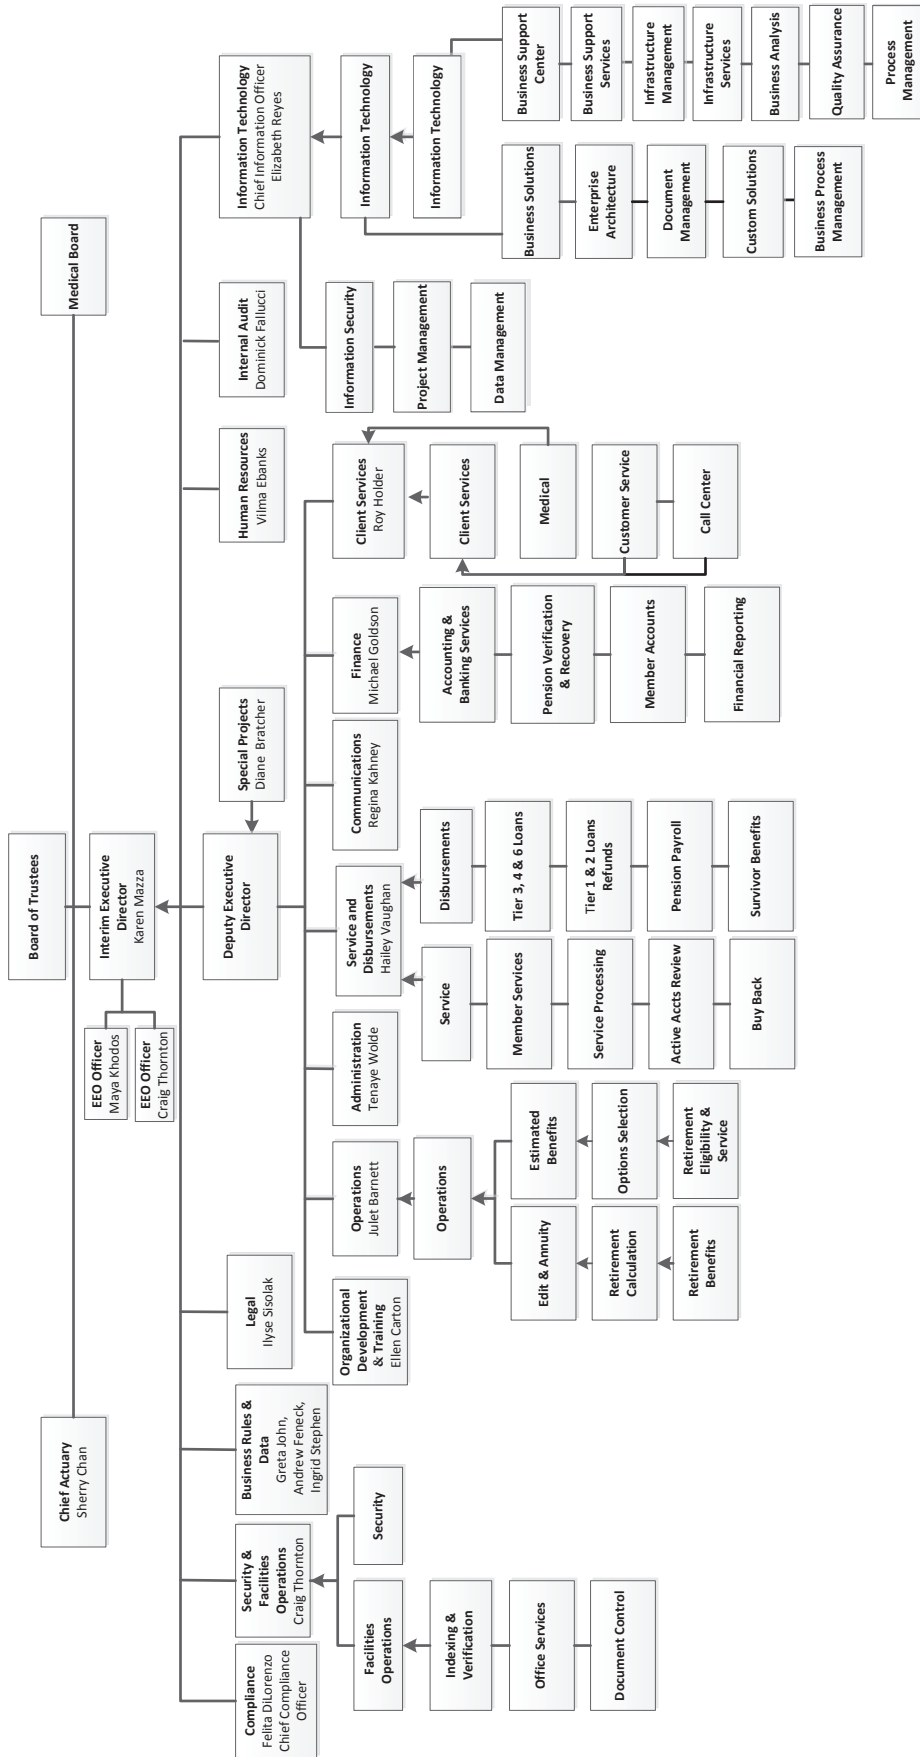 Board of Trustees
Chief Actuary
Sherry Chan
Medical Board
Interim Executive
Director
Karen Mazza
EEO Officer
Maya Khodos
EEO Officer
Craig Thornton
Deputy Executive
Director
Special Projects
Diane Bratcher
Compliance
Felita DiLorenzo
Chief Compliance
Officer
Security &
Facilities
Operations
Craig Thornton
Business Rules &
Data
Greta John,
Andrew Feneck,
Ingrid Stephen
Legal
Ilyse Sisolak
Human Resources
Vilma Ebanks
Internal Audit
Dominick Fallucci
Information Technology
Chief Information Officer
Elizabeth Reyes
Facilities
Operations
Security
Indexing &
Verification
Office Services
Document Control
Organizational
Development
& Training
Ellen Carton
Operations
Julet Barnett
Administration
Tenaye Wolde
Service and
Disbursements
Hailey Vaughan
Communications
Regina Kahney
Finance
Michael Goldson
Client Services
Roy Holder
Operations
Edit & Annuity
Estimated
Benefits
Retirement
Calculation
Options Selection
Retirement
Benefits
Retirement
Eligibility &
Service
Service
Member Services
Service Processing
Active Accts Review
Buy Back
Disbursements
Tier 3, 4 & 6 Loans
Tier 1 & 2 Loans
Refunds
Pension Payroll
Survivor Benefits
Accounting &
Banking Services
Pension Verification
& Recovery
Member Accounts
Financial Reporting
Client Services
Medical
Customer Service
Call Center
Information Security
Project Management
Data Management
Information Technology
Information Technology
Business Solutions
Enterprise
Architecture
Document
Management
Custom Solutions
Business Process
Management
Business Support
Center
Business Support
Services
Infrastructure
Management
Infrastructure
Services
Business Analysis
Quality Assurance
Process
Management